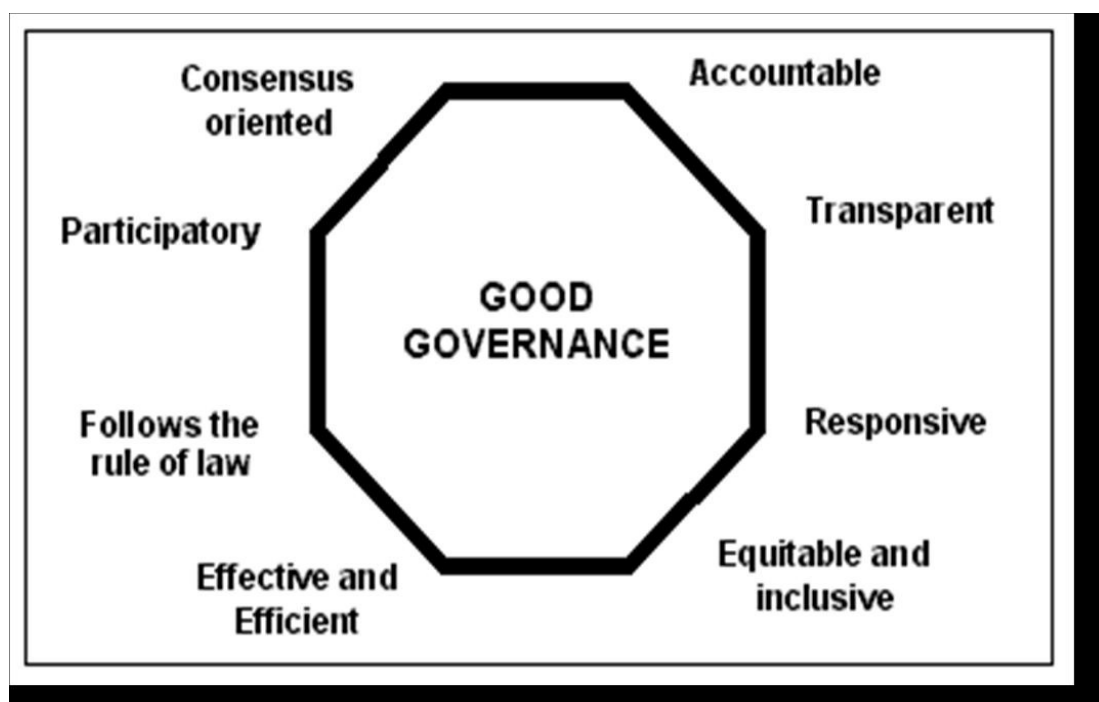 Consensus
oriented
Accountable
Participatory
Transparent
GOOD
GOVERNANCE
Follows the
rule of law
Responsive
Effective and
Efficient
Equitable and
inclusive